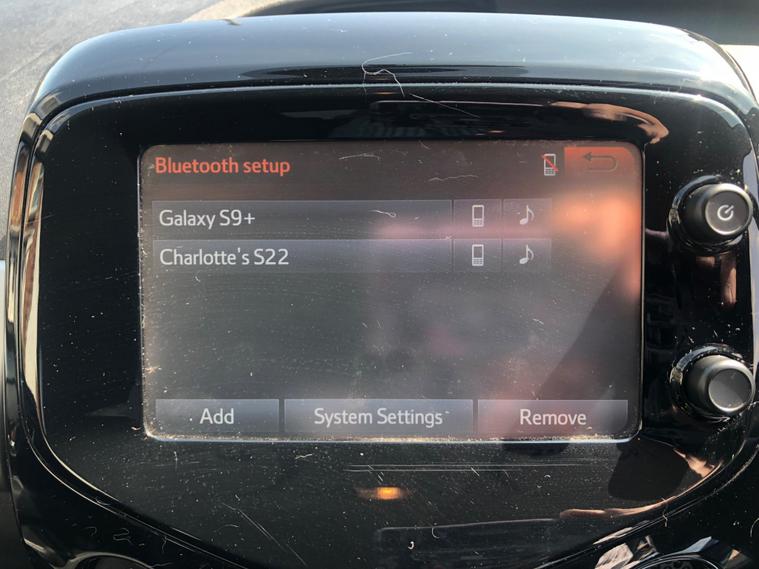 Bluetooth setup
Galaxy S9+
Charlotte's S22
Add
System Settings
Remove